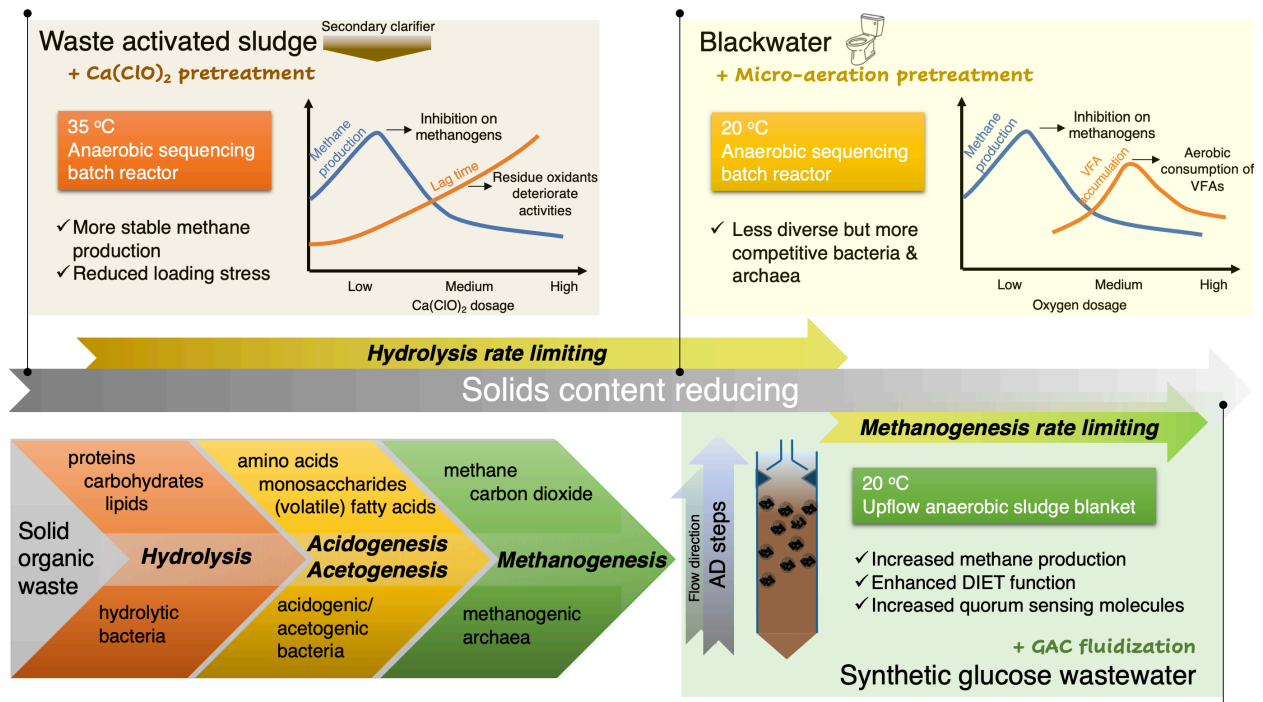 Waste activated sludge
Secondary clarifier
+ Ca(ClO)₂ pretreatment
35 ºC
Anaerobic sequencing
batch reactor
✓ More stable methane
production
✓ Reduced loading stress
Methane
production
Inhibition on
methanogens
Lag time
Residue oxidants
deteriorate
activities
Low
Medium
High
Ca(ClO)₂ dosage
Blackwater
+ Micro-aeration pretreatment
20 ºC
Anaerobic sequencing
batch reactor
✓ Less diverse but more
competitive bacteria &
archaea
Methane
production
Inhibition on
methanogens
VFA
accumulation
Aerobic
consumption of
VFAs
Low
Medium
High
Oxygen dosage
Hydrolysis rate limiting
Solids content reducing
Methanogenesis rate limiting
Solid
organic
waste
proteins
carbohydrates
lipids
Hydrolysis
hydrolytic
bacteria
amino acids
monosaccharides
(volatile) fatty acids
Acidogenesis
Acetogenesis
acidogenic/
acetogenic
bacteria
methane
carbon dioxide
Methanogenesis
methanogenic
archaea
Flow direction
AD steps
20 ºC
Upflow anaerobic sludge blanket
✓ Increased methane production
✓ Enhanced DIET function
✓ Increased quorum sensing molecules
+ GAC fluidization
Synthetic glucose wastewater